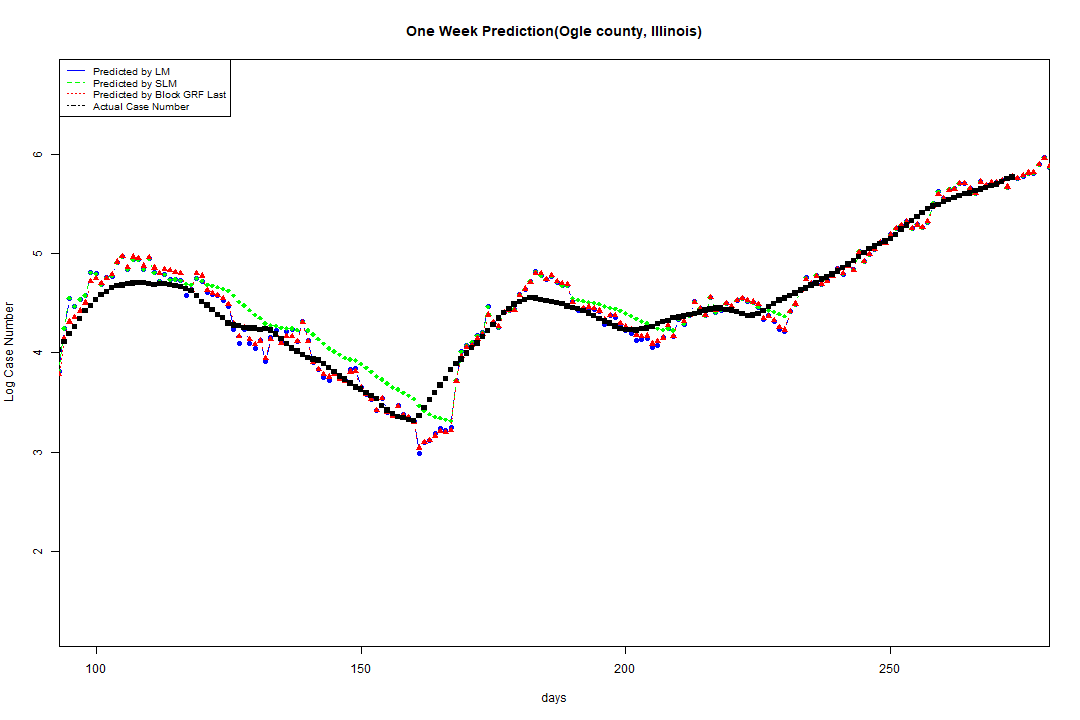 One Week Prediction(Ogle county, Illinois)
Predicted by LM
Predicted by SLM
Predicted by Block GRF Last
Actual Case Number
6
5
4
3
2
Log Case Number
100 150 200 250
days